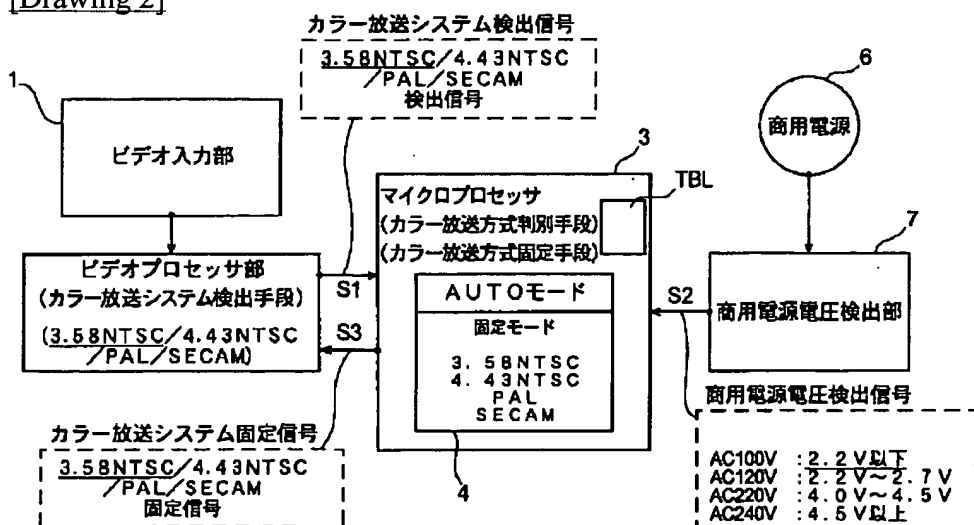 [Drawing 2]
カラー放送システム検出信号
3.58NTSC/4.43NTSC
/PAL/SECAM
検出信号
1
ビデオ入力部
6
商用電源
3
TBL
マイクロプロセッサ
(カラー放送方式判別手段)
(カラー放送方式固定手段)
7
ビデオプロセッサ部
(カラー放送システム検出手段)
(3.58NTSC/4.43NTSC
/PAL/SECAM)
S1
S3
AUTOモード
固定モード
3.58NTSC
4.43NTSC
PAL
SECAM
4
S2
商用電源電圧検出部
商用電源電圧検出信号
AC100V :2.2V以下
AC120V :2.2V~2.7V
AC220V :4.0V~4.5V
AC240V :4.5V以上
カラー放送システム固定信号
3.58NTSC/4.43NTSC
/PAL/SECAM
固定信号